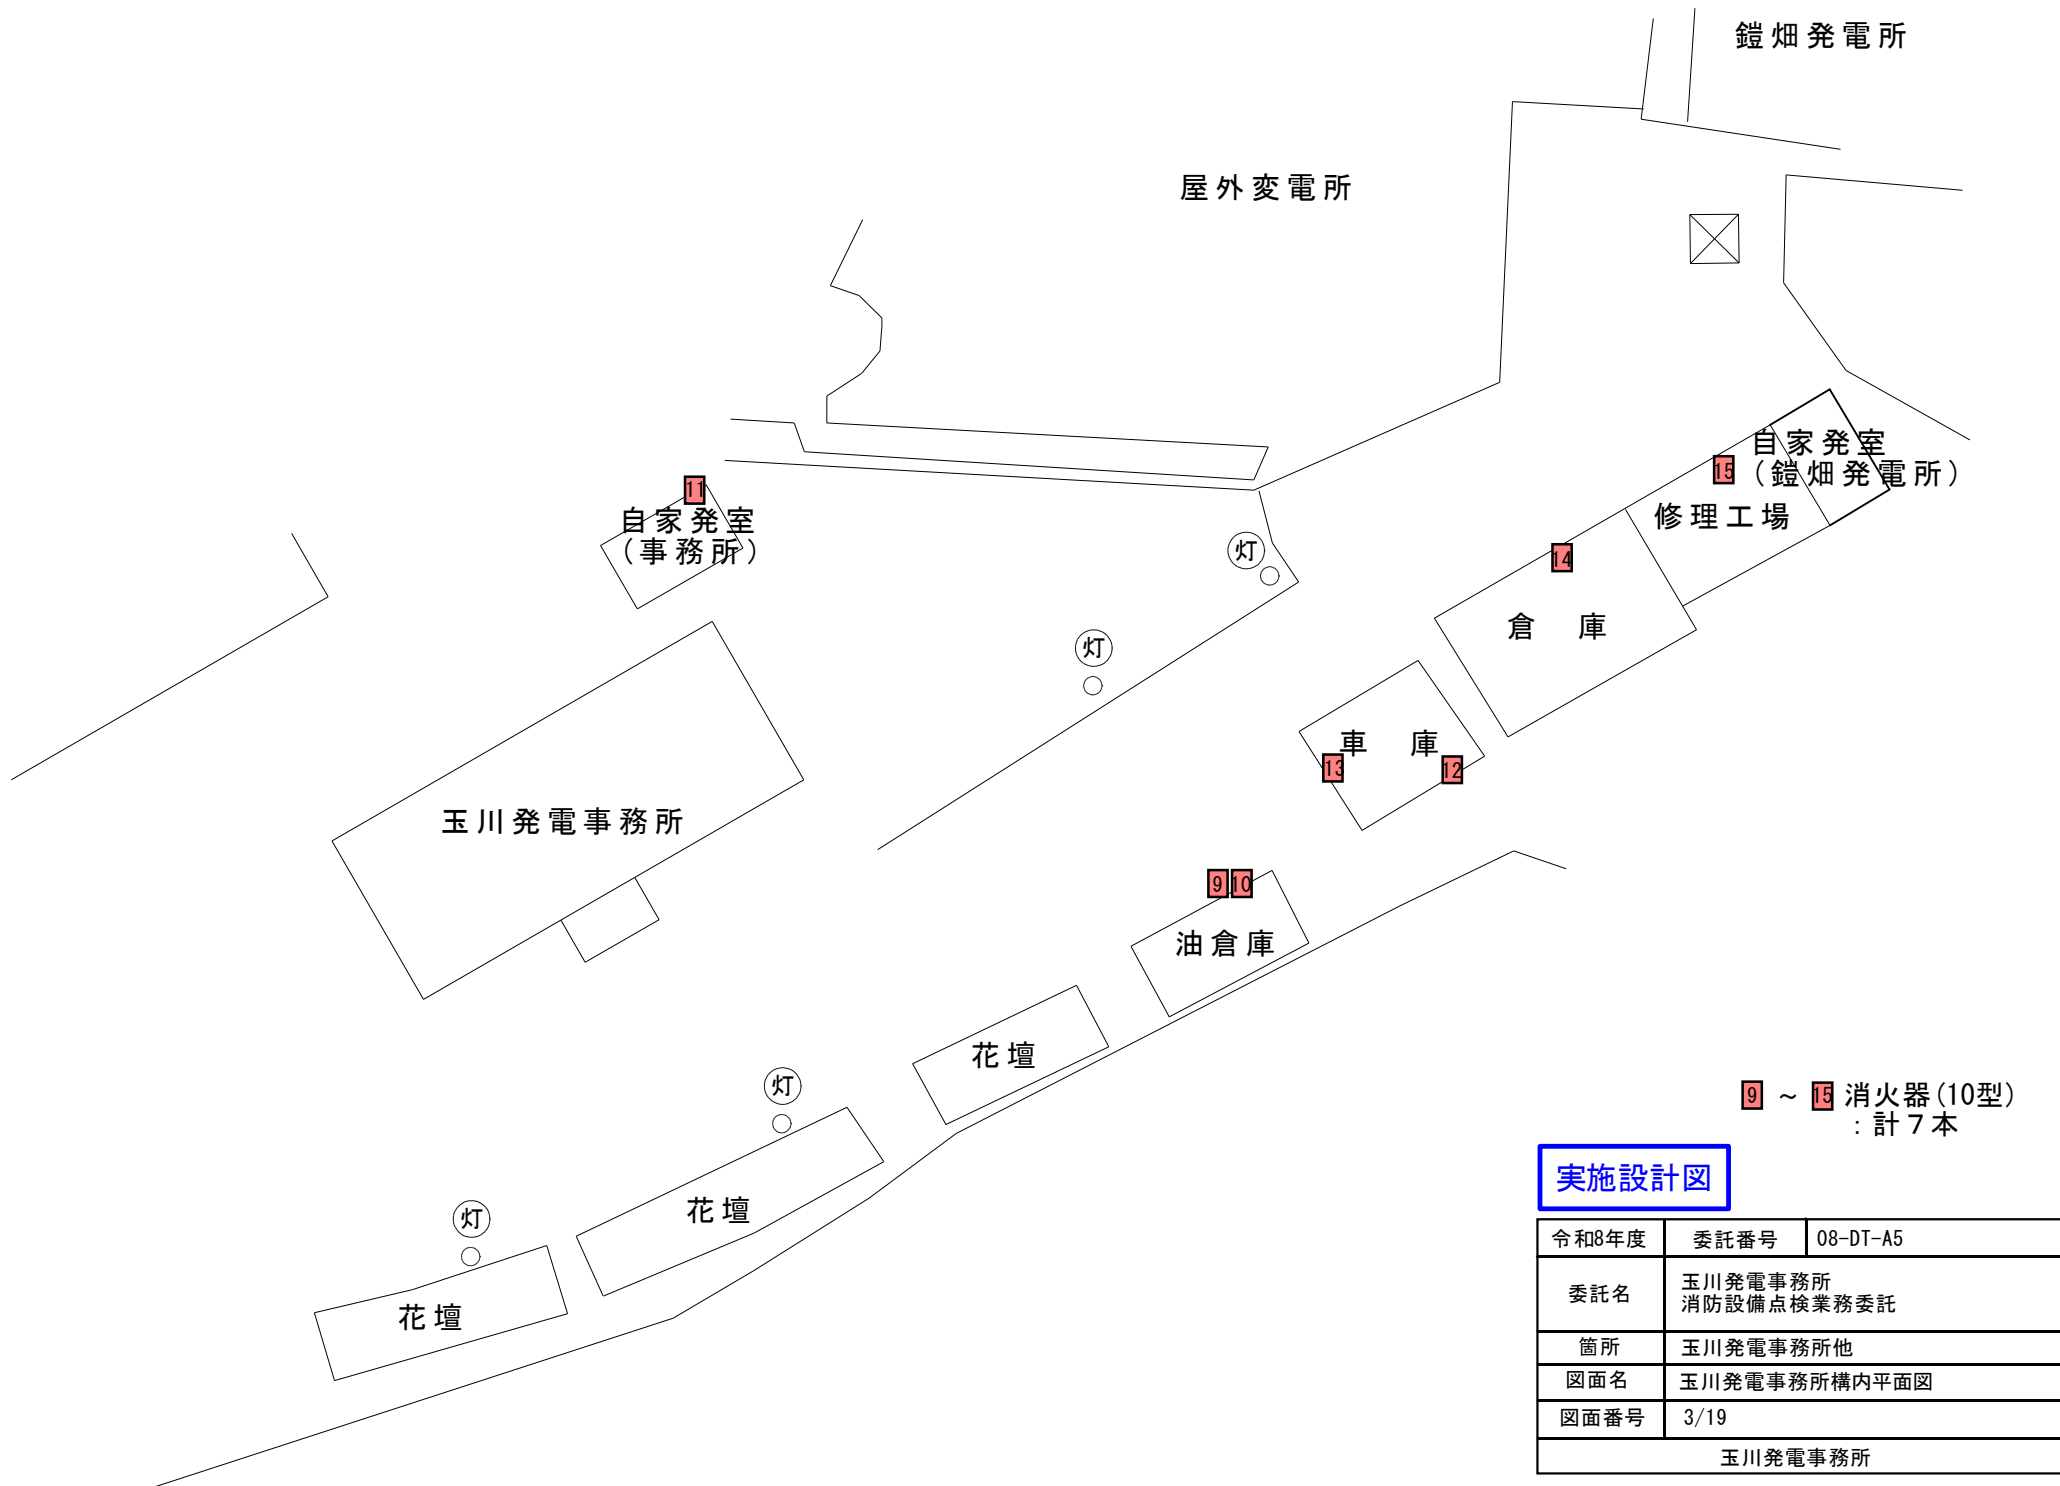 鎧畑発電所
屋外変電所
自家発室
（鎧畑発電所）
15
修理工場
11
自家発室
（事務所）
灯
14
倉　庫
灯
車　庫
13
12
玉川発電事務所
9 10
油倉庫
花壇
灯
花壇
灯
花壇
9 ～ 15 消火器(10型)
：計７本
実施設計図
令和8年度 委託番号 08-DT-A5
委託名 玉川発電事務所
消防設備点検業務委託
箇所 玉川発電事務所他
図面名 玉川発電事務所構内平面図
図面番号 3/19
玉川発電事務所